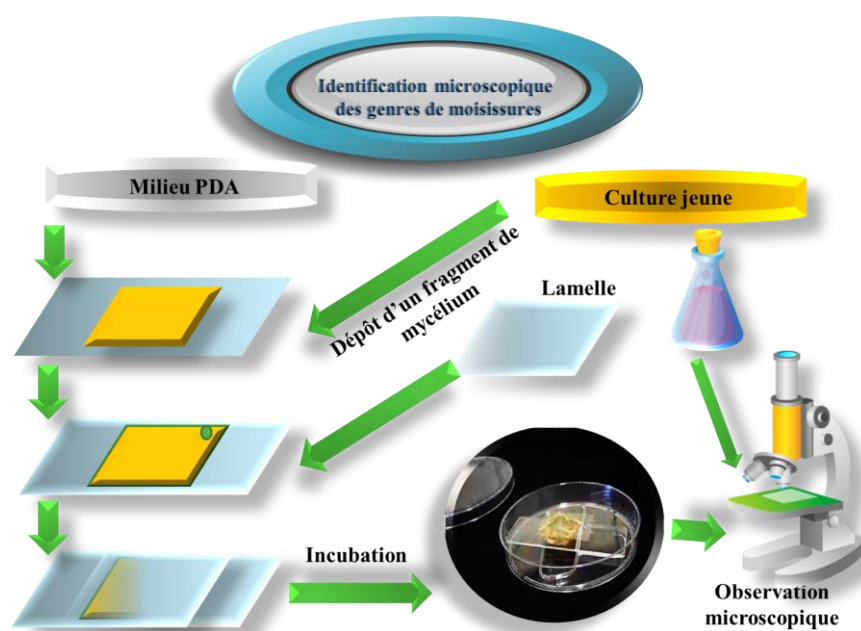 Identification microscopique
des genres de moisissures
Milieu PDA
Culture jeune
Dépôt d'un fragment de
mycélium
Lamelle
Incubation
Observation
microscopique